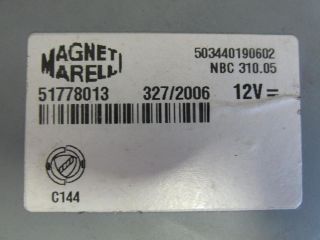 MAGNETI
MARELLI
503440190602
NBC 310.05
51778013 327/2006 12V=
C144